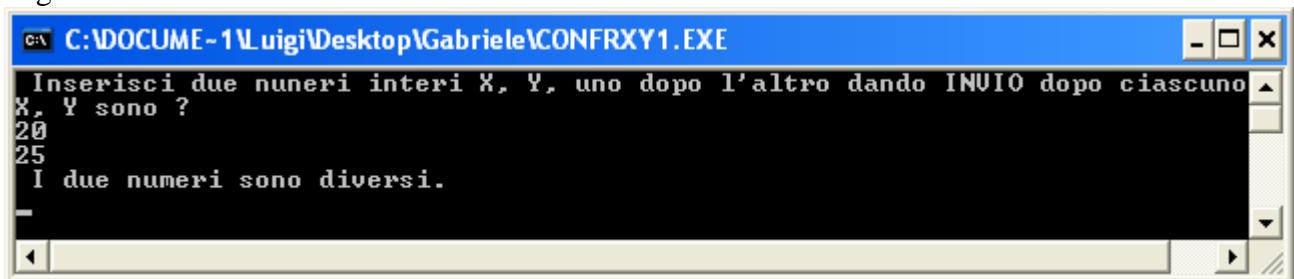 C:\DOCUME~1\Luigi\Desktop\Gabriele\CONFRXY1.EXE
Inserisci due nuneri interi X, Y, uno dopo l'altro dando INVIO dopo ciascuno
X, Y sono ?
20
25
I due numeri sono diversi.